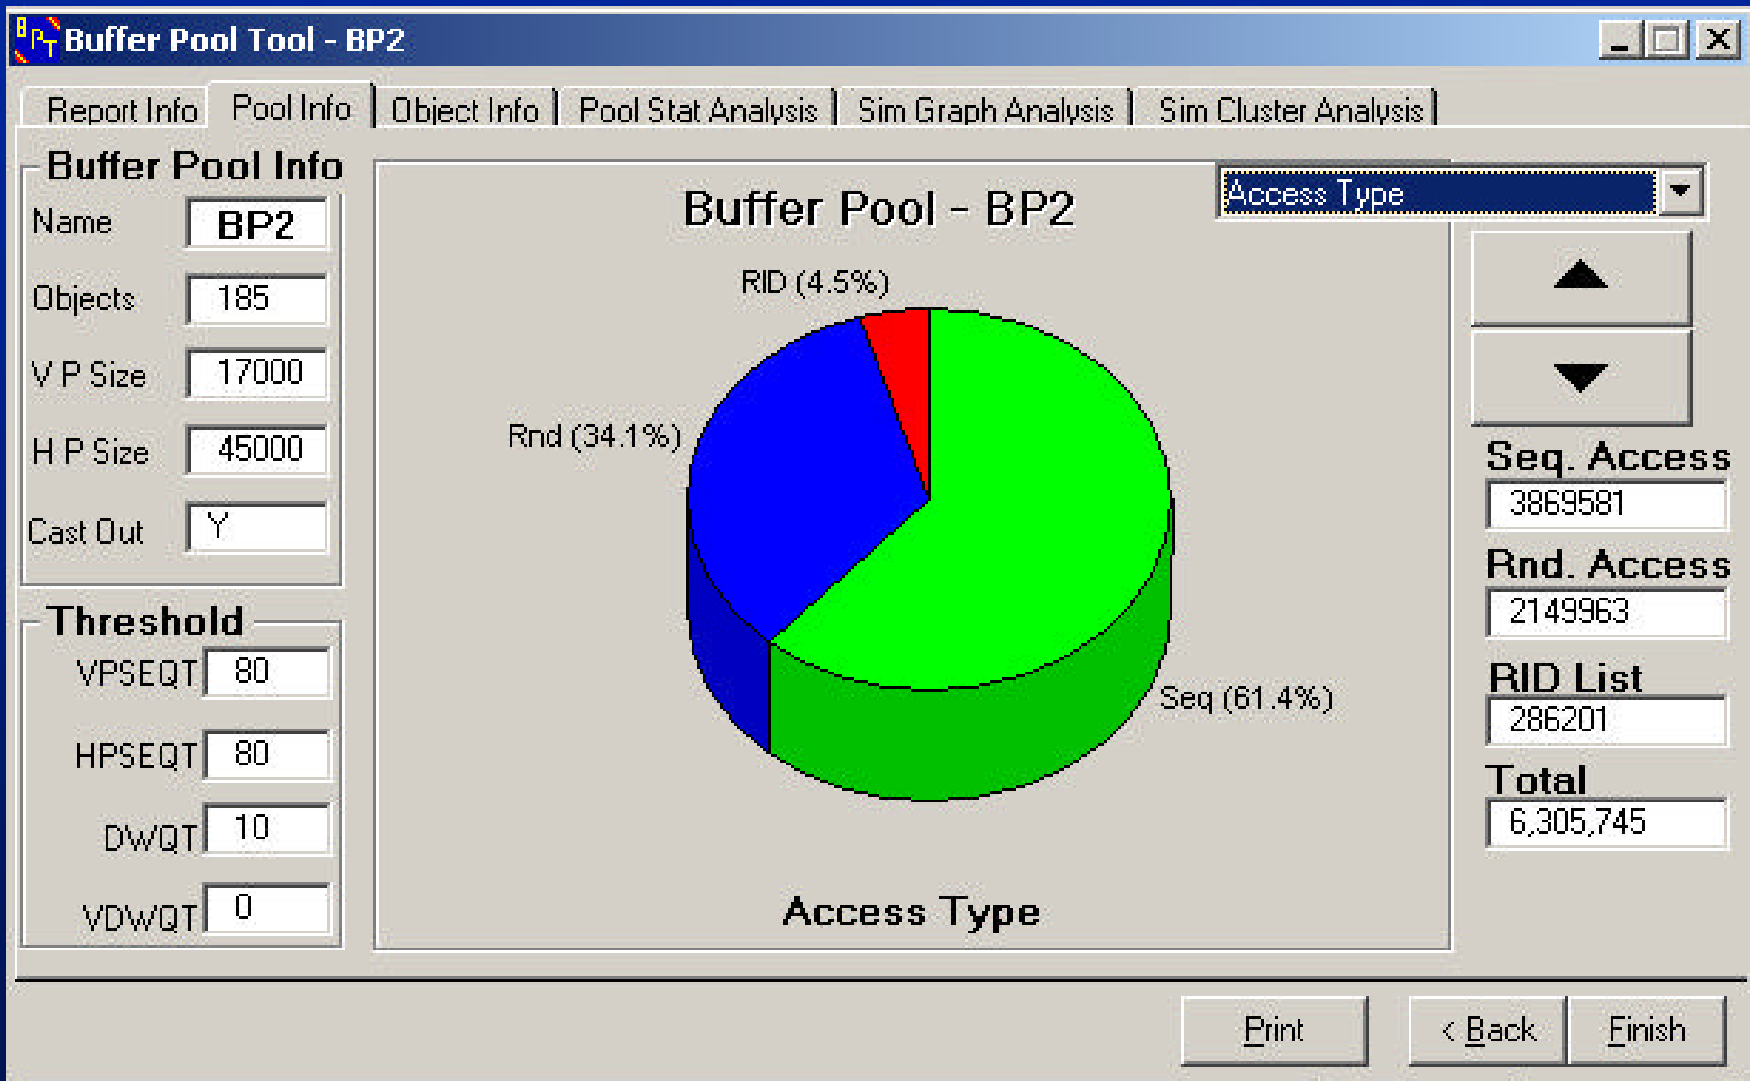 BPT Buffer Pool Tool - BP2
Report Info
Pool Info
Object Info
Pool Stat Analysis
Sim Graph Analysis
Sim Cluster Analysis
Buffer Pool Info
Name BP2
Objects 185
V P Size 17000
H P Size 45000
Cast Out Y
Threshold
VPSEQT 80
HPSEQT 80
DWQT 10
VDWQT 0
Buffer Pool - BP2
Access Type
RID (4.5%)
Rnd (34.1%)
Seq (61.4%)
Access Type
Seq. Access
3869581
Rnd. Access
2149963
RID List
286201
Total
6,305,745
Print
< Back
Finish